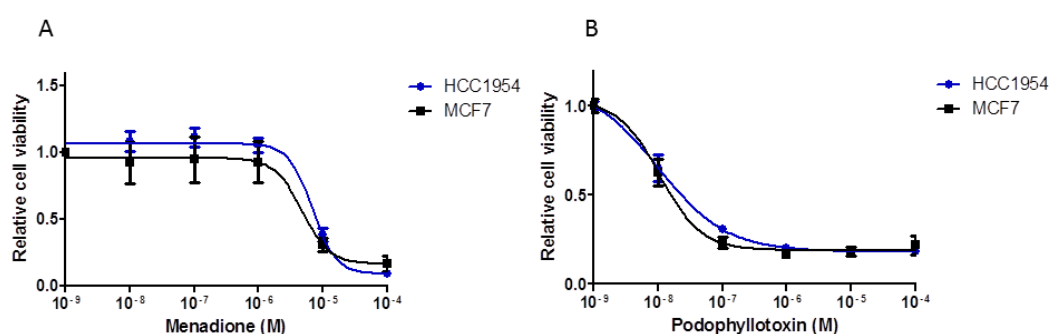 A
Relative cell viability
1.5
1.0
0.5
0.0
10⁻⁹ 10⁻⁸ 10⁻⁷ 10⁻⁶ 10⁻⁵ 10⁻⁴
Menadione (M)
HCC1954
MCF7
B
Relative cell viability
1.0
0.5
0.0
10⁻⁹ 10⁻⁸ 10⁻⁷ 10⁻⁶ 10⁻⁵ 10⁻⁴
Podophyllotoxin (M)
HCC1954
MCF7